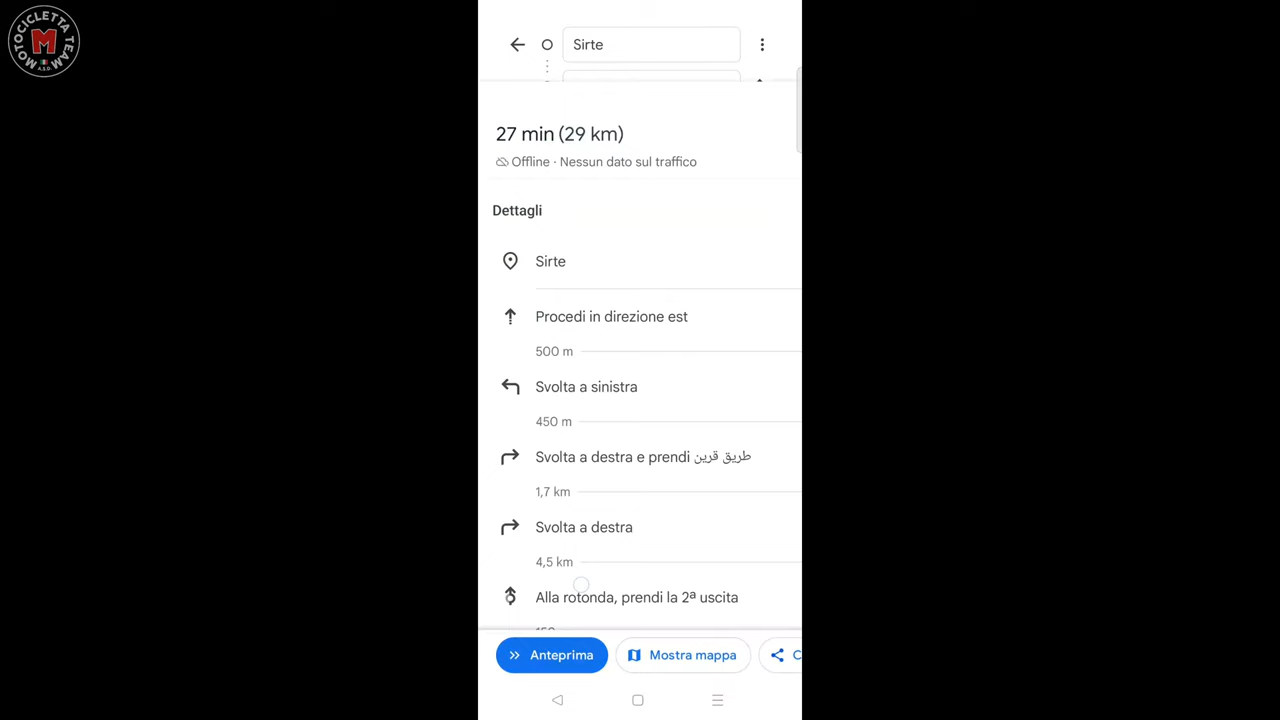 MOTOCICLETTA TEAM
M
A.S.D.
Sirte
27 min (29 km)
Offline · Nessun dato sul traffico
Dettagli
Sirte
Procedi in direzione est
500 m
Svolta a sinistra
450 m
Svolta a destra e prendi طريق قرين
1,7 km
Svolta a destra
4,5 km
Alla rotonda, prendi la 2ª uscita
Anteprima
Mostra mappa
C